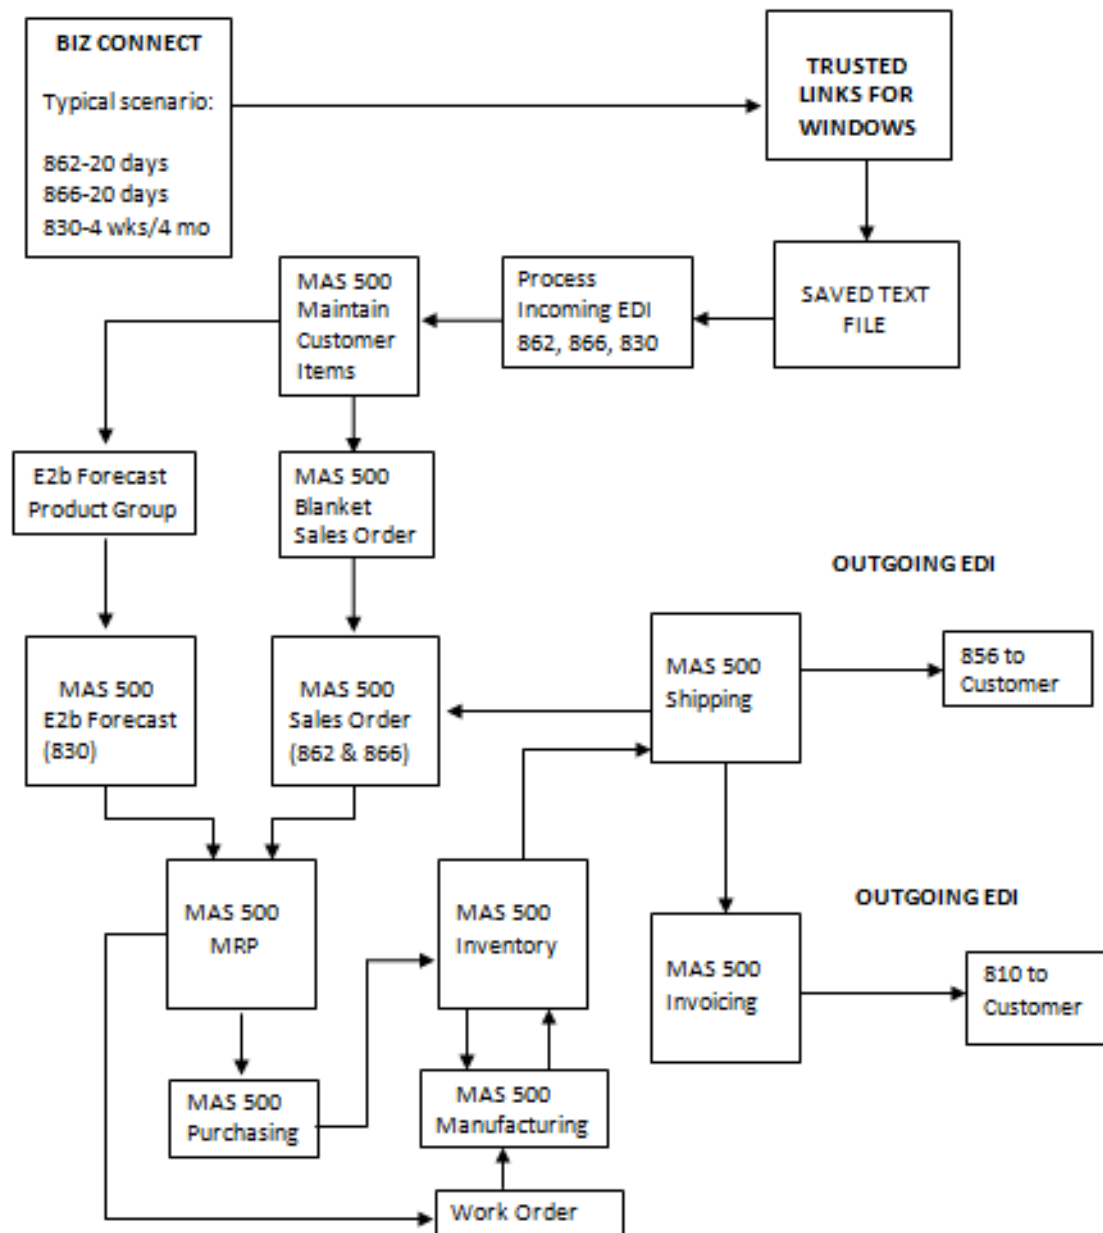 BIZ CONNECT
Typical scenario:
862-20 days
866-20 days
830-4 wks/4 mo
TRUSTED
LINKS FOR
WINDOWS
SAVED TEXT
FILE
Process
Incoming EDI
862, 866, 830
MAS 500
Maintain
Customer
Items
E2b Forecast
Product Group
MAS 500
Blanket
Sales Order
MAS 500
E2b Forecast
(830)
MAS 500
Sales Order
(862 & 866)
OUTGOING EDI
MAS 500
Shipping
856 to
Customer
MAS 500
MRP
MAS 500
Inventory
OUTGOING EDI
MAS 500
Invoicing
810 to
Customer
MAS 500
Purchasing
MAS 500
Manufacturing
Work Order